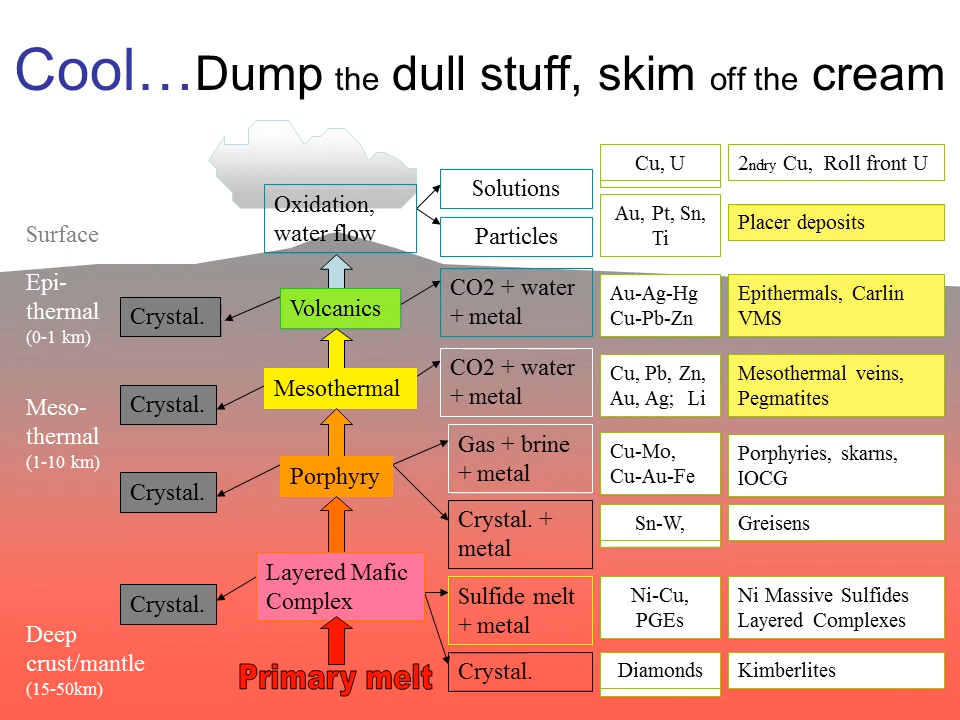 Cool…Dump the dull stuff, skim off the cream
Cu, U
2ndry Cu, Roll front U
Solutions
Oxidation,
water flow
Au, Pt, Sn,
Ti
Placer deposits
Particles
Surface
Epi-
thermal
(0-1 km)
Crystal.
Volcanics
CO2 + water
+ metal
Au-Ag-Hg
Cu-Pb-Zn
Epithermals, Carlin
VMS
Crystal.
Mesothermal
CO2 + water
+ metal
Cu, Pb, Zn,
Au, Ag; Li
Mesothermal veins,
Pegmatites
Meso-
thermal
(1-10 km)
Crystal.
Porphyry
Gas + brine
+ metal
Cu-Mo,
Cu-Au-Fe
Porphyries, skarns,
IOCG
Crystal. +
metal
Sn-W,
Greisens
Crystal.
Layered Mafic
Complex
Sulfide melt
+ metal
Ni-Cu,
PGEs
Ni Massive Sulfides
Layered Complexes
Deep
crust/mantle
(15-50km)
Primary melt
Crystal.
Diamonds
Kimberlites